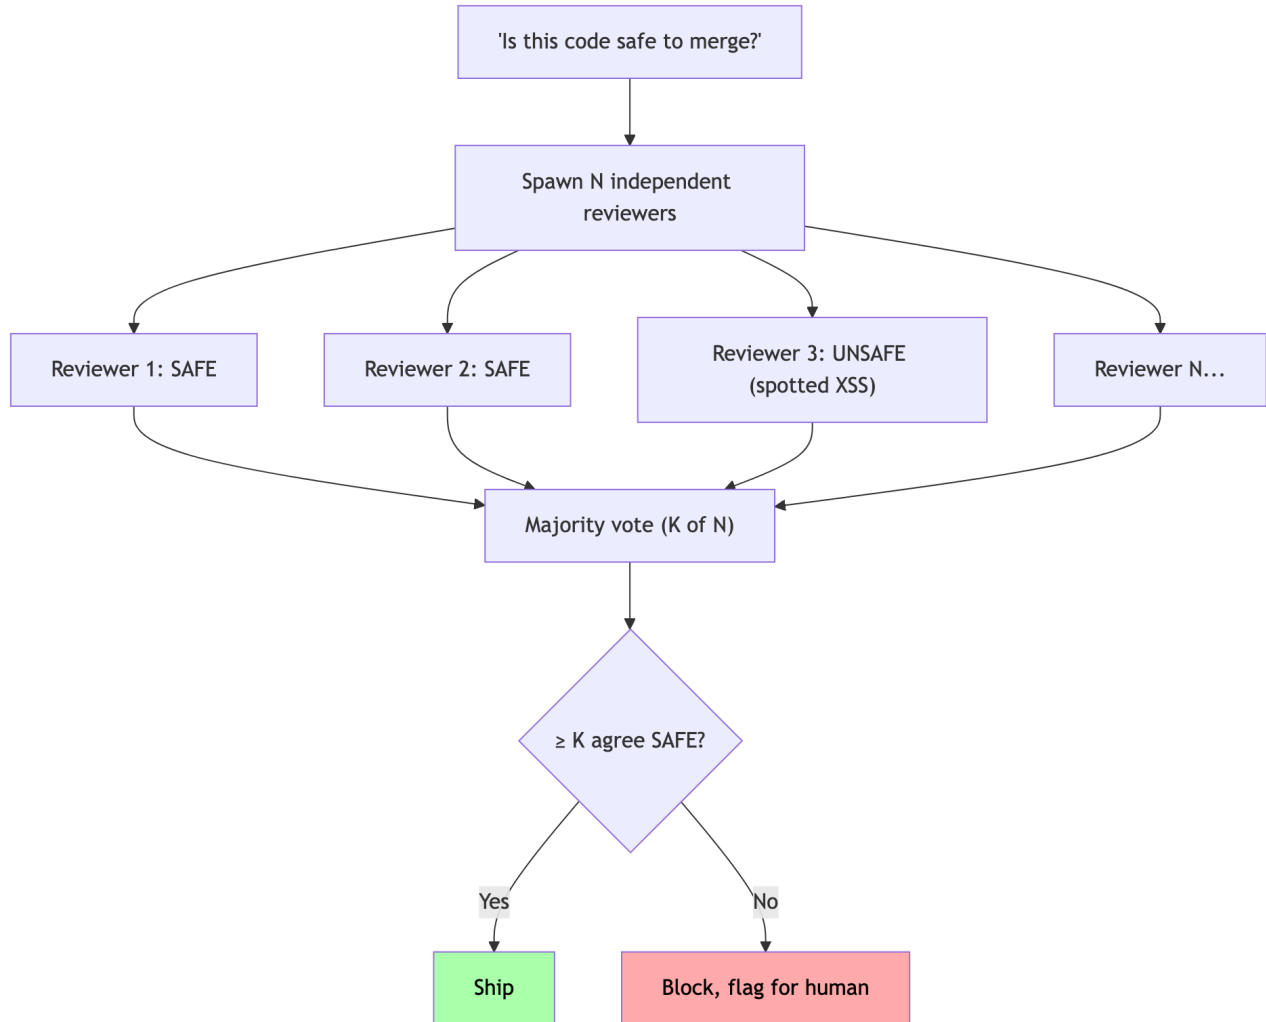 'Is this code safe to merge?'
Spawn N independent
reviewers
Reviewer 1: SAFE
Reviewer 2: SAFE
Reviewer 3: UNSAFE
(spotted XSS)
Reviewer N...
Majority vote (K of N)
≥ K agree SAFE?
Yes
No
Ship
Block, flag for human